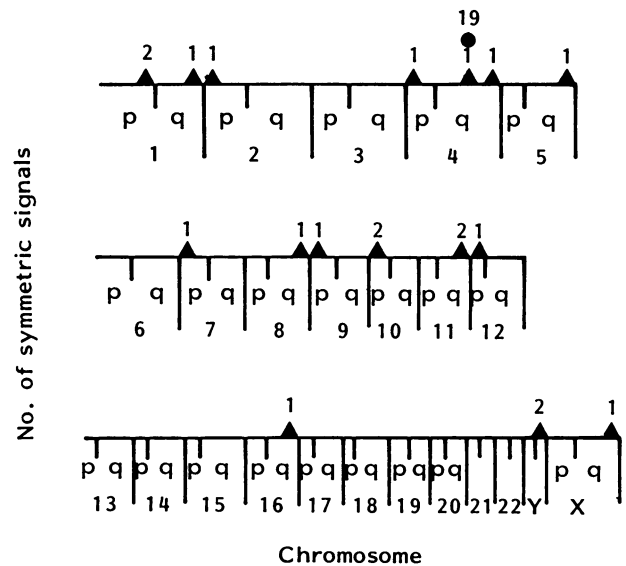 19
2 1 1 1 1 1 1
p q p q p q p q p q
1 2 3 4 5
No. of symmetric signals
1 1 1 2 2 1
p q p q p q p q p q p q p q
6 7 8 9 10 11 12
1 2 1
p q p q p q p q p q p q p q p q p q
13 14 15 16 17 18 19 20 21 22 Y X
Chromosome